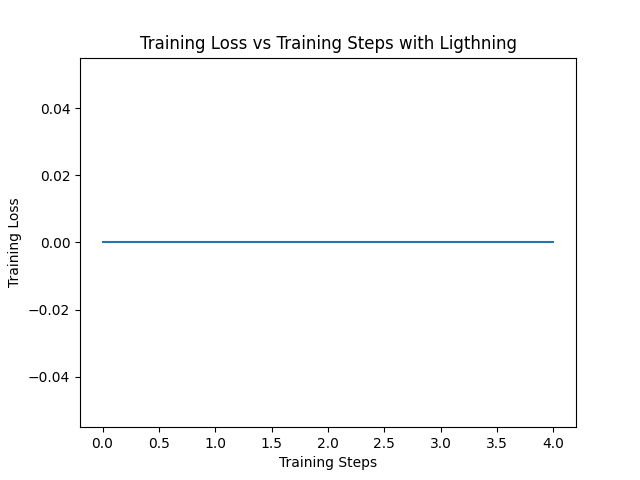 Training Loss vs Training Steps with Ligthning
0.04
0.02
0.00
−0.02
−0.04
Training Loss
0.0 0.5 1.0 1.5 2.0 2.5 3.0 3.5 4.0
Training Steps